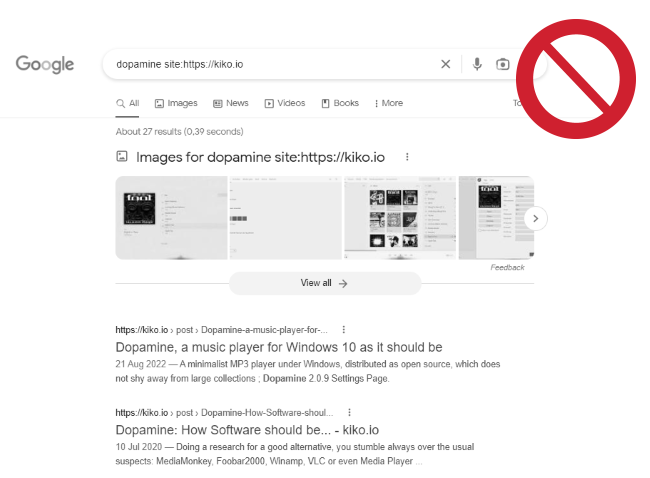 Google
dopamine site:https://kiko.io
All Images News Videos Books More
About 27 results (0,39 seconds)
Images for dopamine site:https://kiko.io
Feedback
View all
https://kiko.io › post › Dopamine-a-music-player-for-...
Dopamine, a music player for Windows 10 as it should be
21 Aug 2022 — A minimalist MP3 player under Windows, distributed as open source, which does
not shy away from large collections ; Dopamine 2.0.9 Settings Page.
https://kiko.io › post › Dopamine-How-Software-shoul...
Dopamine: How Software should be... - kiko.io
10 Jul 2020 — Doing a research for a good alternative, you stumble always over the usual
suspects: MediaMonkey, Foobar2000, Winamp, VLC or even Media Player ...